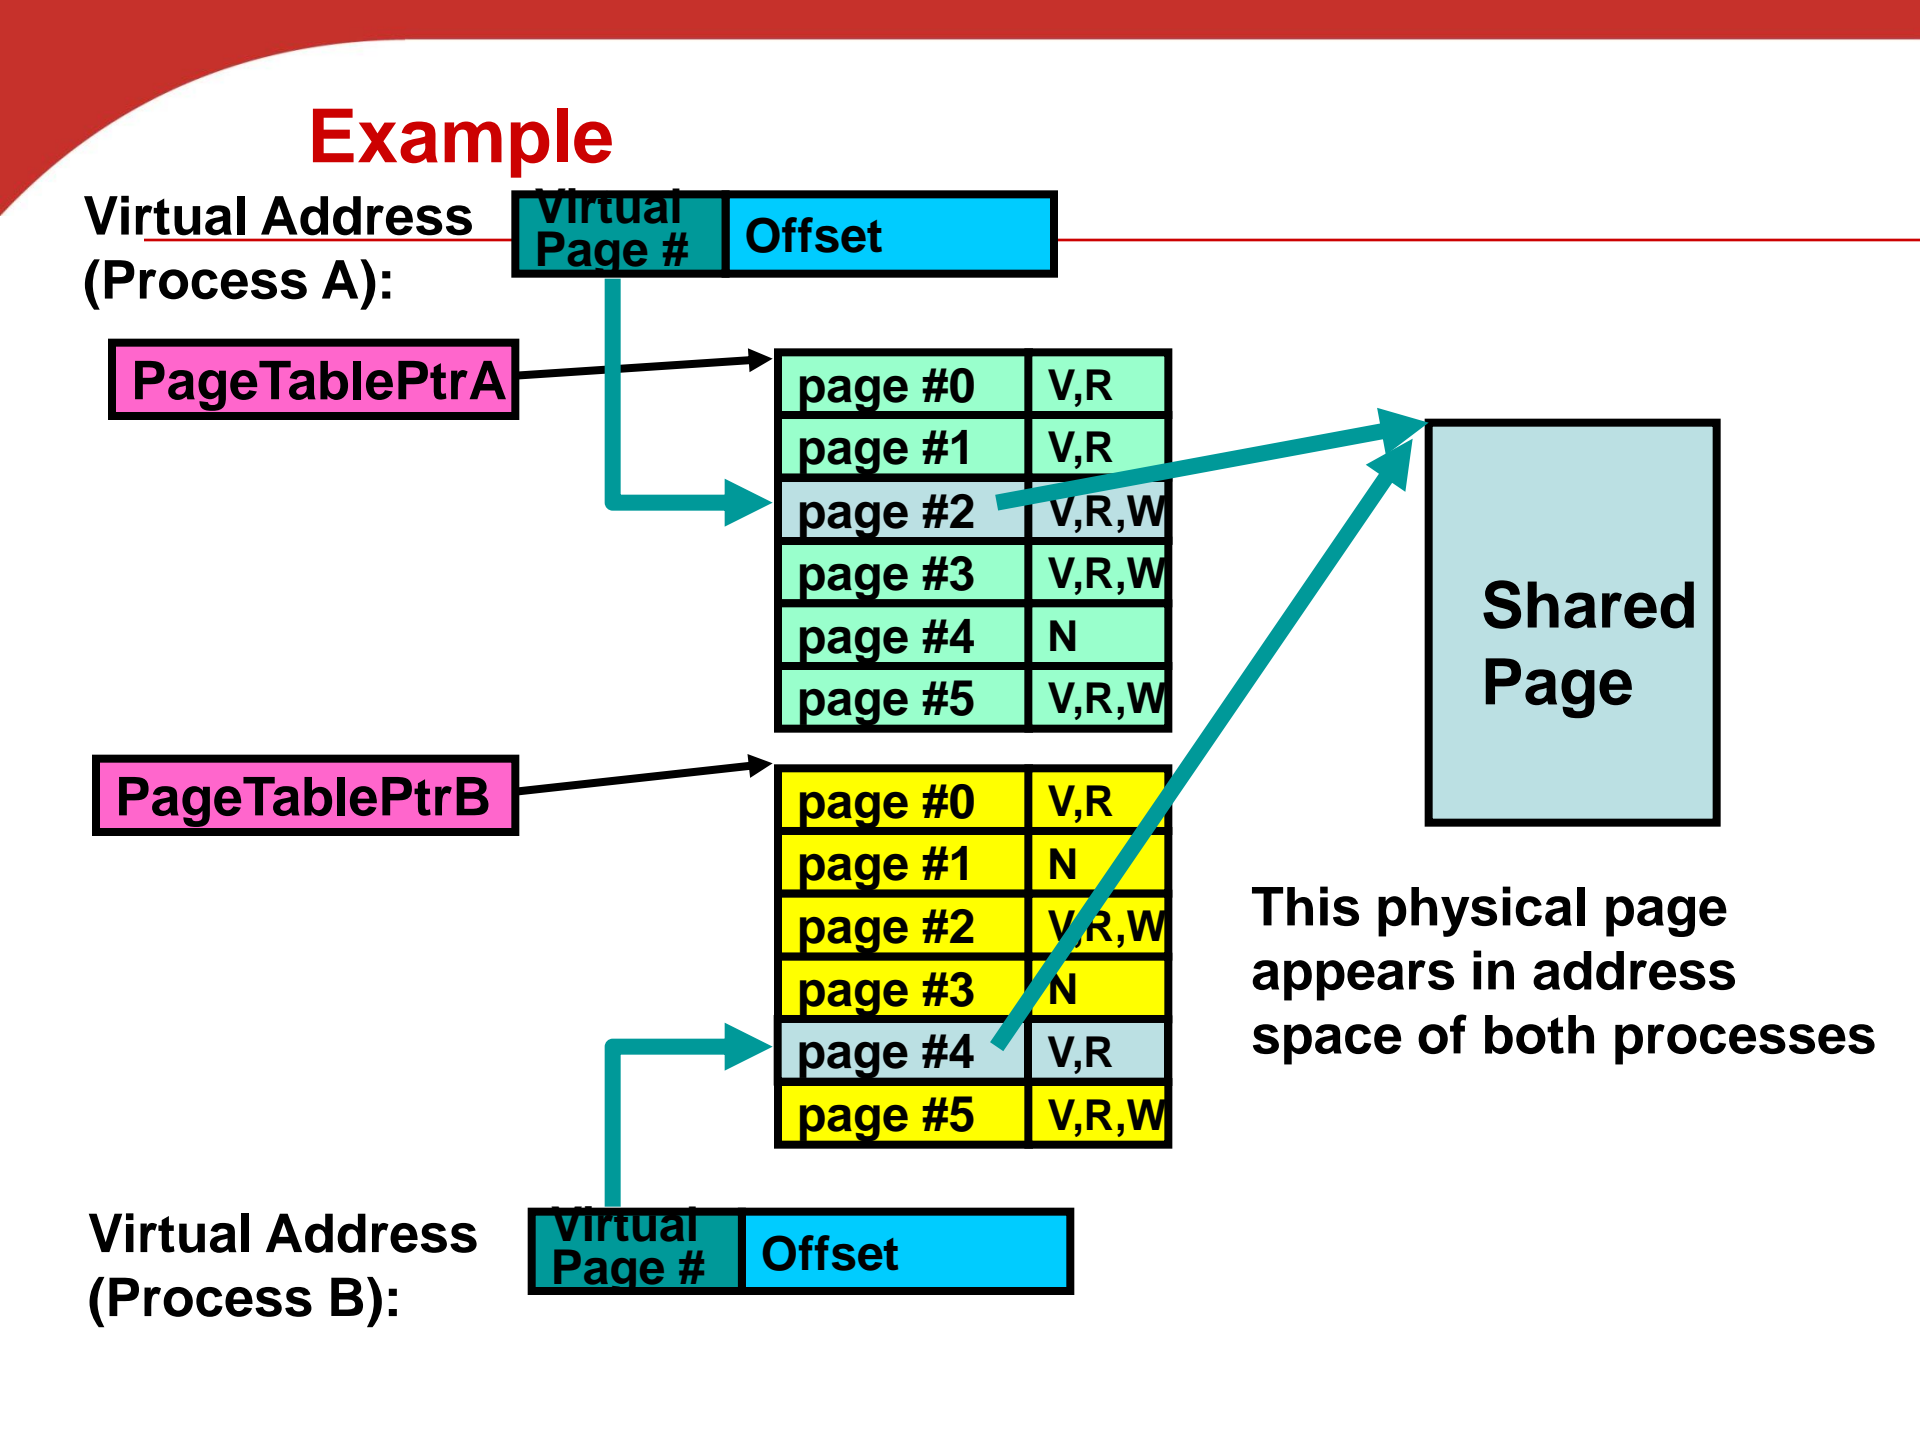 Example
Virtual Address
(Process A):
Virtual
Page #
Offset
PageTablePtrA
page #0 V,R
page #1 V,R
page #2 V,R,W
page #3 V,R,W
page #4 N
page #5 V,R,W
Shared
Page
PageTablePtrB
page #0 V,R
page #1 N
page #2 V,R,W
page #3 N
page #4 V,R
page #5 V,R,W
This physical page
appears in address
space of both processes
Virtual Address
(Process B):
Virtual
Page #
Offset